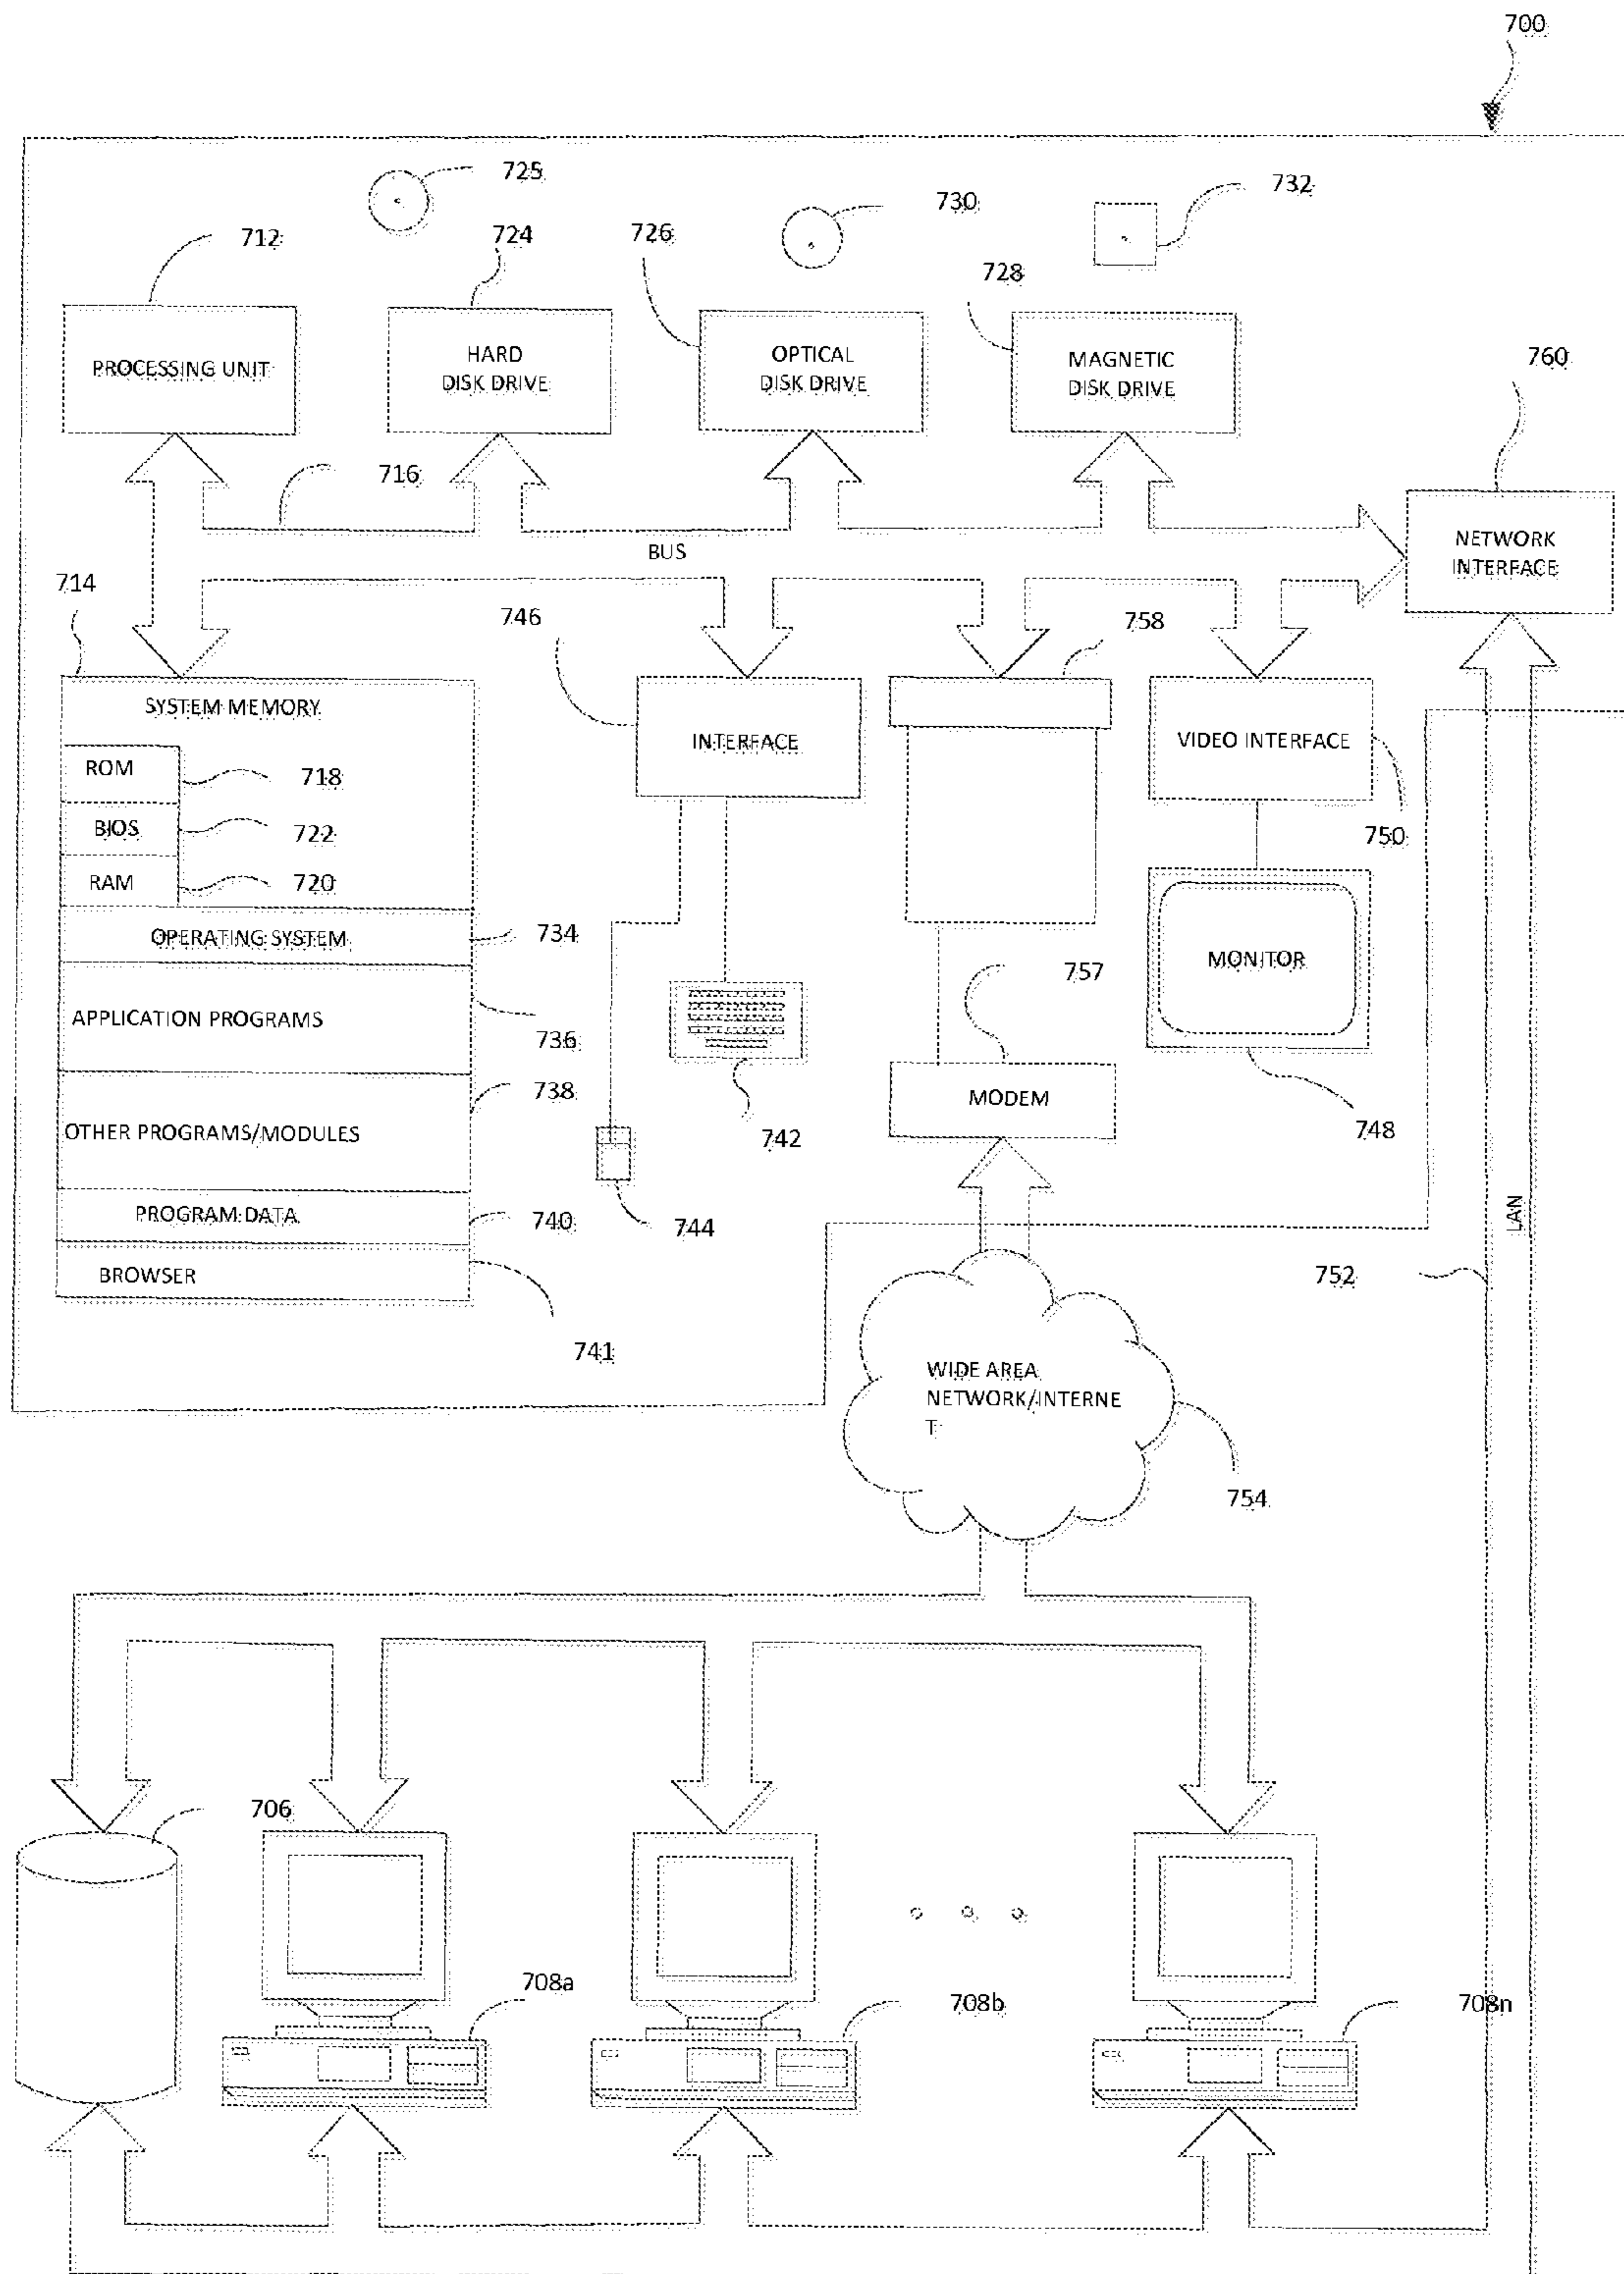 700
725
730
732
712
724
726
728
PROCESSING UNIT
HARD
DISK DRIVE
OPTICAL
DISK DRIVE
MAGNETIC
DISK DRIVE
760
716
BUS
NETWORK
INTERFACE
714
746
758
SYSTEM MEMORY
INTERFACE
VIDEO INTERFACE
ROM
718
BIOS
722
750
RAM
720
OPERATING SYSTEM
734
MONITOR
757
APPLICATION PROGRAMS
736
738
MODEM
OTHER PROGRAMS/MODULES
742
748
PROGRAM DATA
740
744
LAN
BROWSER
752
741
WIDE AREA
NETWORK/INTERNE
T
754
706
708a
708b
708n